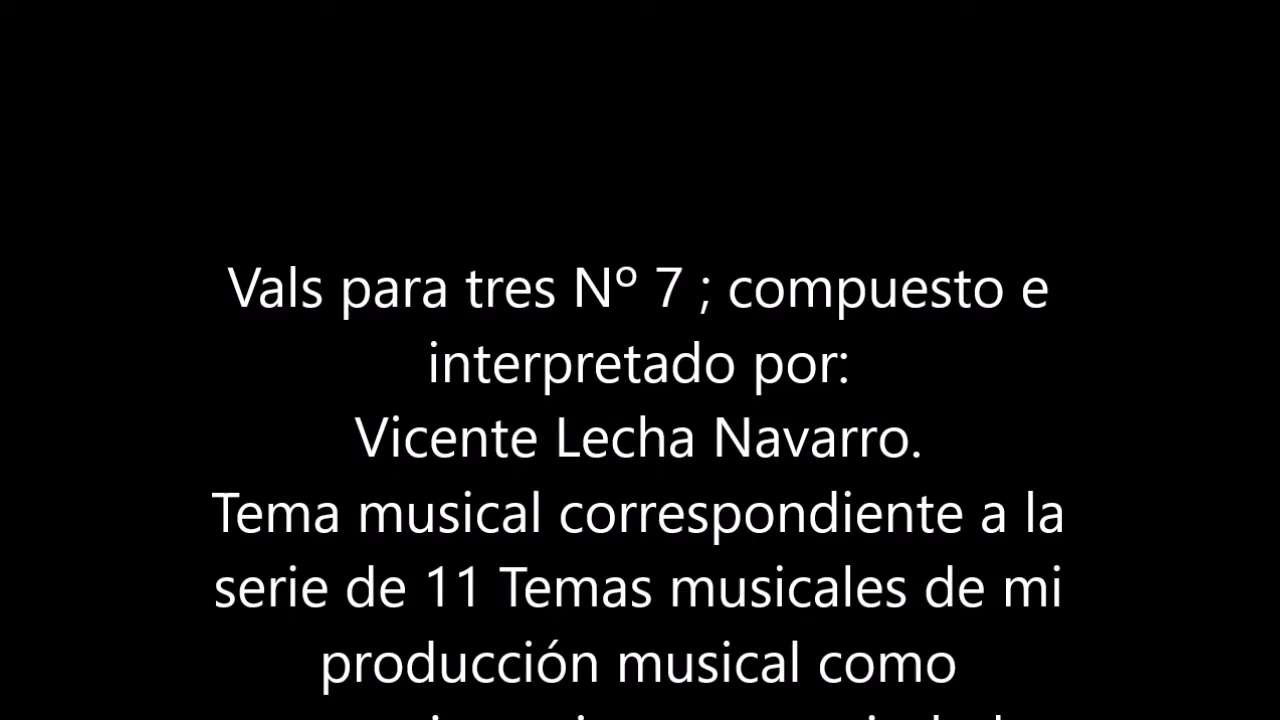 Vals para tres Nº 7 ; compuesto e
interpretado por:
Vicente Lecha Navarro.
Tema musical correspondiente a la
serie de 11 Temas musicales de mi
producción musical como